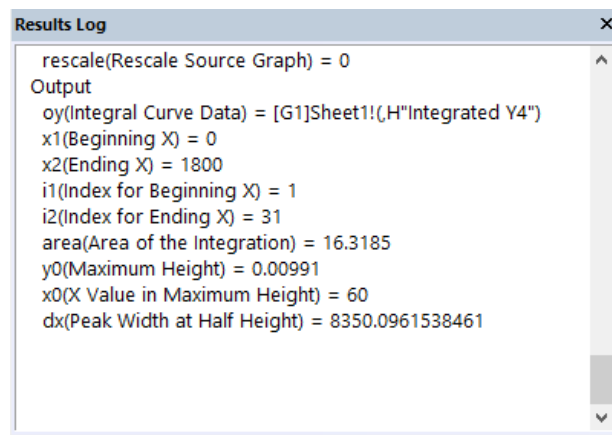 Results Log
rescale(Rescale Source Graph) = 0
Output
oy(Integral Curve Data) = [G1]Sheet1!(,H"Integrated Y4")
x1(Beginning X) = 0
x2(Ending X) = 1800
i1(Index for Beginning X) = 1
i2(Index for Ending X) = 31
area(Area of the Integration) = 16.3185
y0(Maximum Height) = 0.00991
x0(X Value in Maximum Height) = 60
dx(Peak Width at Half Height) = 8350.0961538461